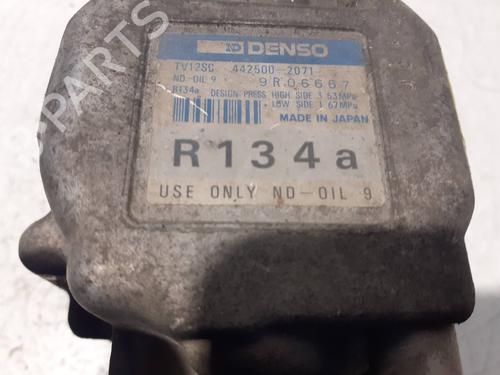 ND DENSO
TV12SC 442500-2071
ND-OIL 9 9R06667
R134a DESIGN PRESS HIGH SIDE 3.53MPa
LOW SIDE 1.67MPa
MADE IN JAPAN
R134a
USE ONLY ND-OIL 9
PARTS